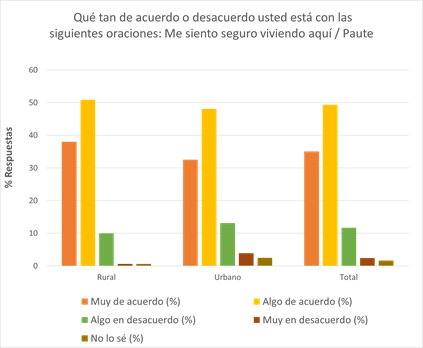 Qué tan de acuerdo o desacuerdo usted está con las
siguientes oraciones: Me siento seguro viviendo aquí / Paute
60
50
40
30
20
10
0
% Respuestas
Rural Urbano Total
Muy de acuerdo (%) Algo de acuerdo (%)
Algo en desacuerdo (%) Muy en desacuerdo (%)
No lo sé (%)